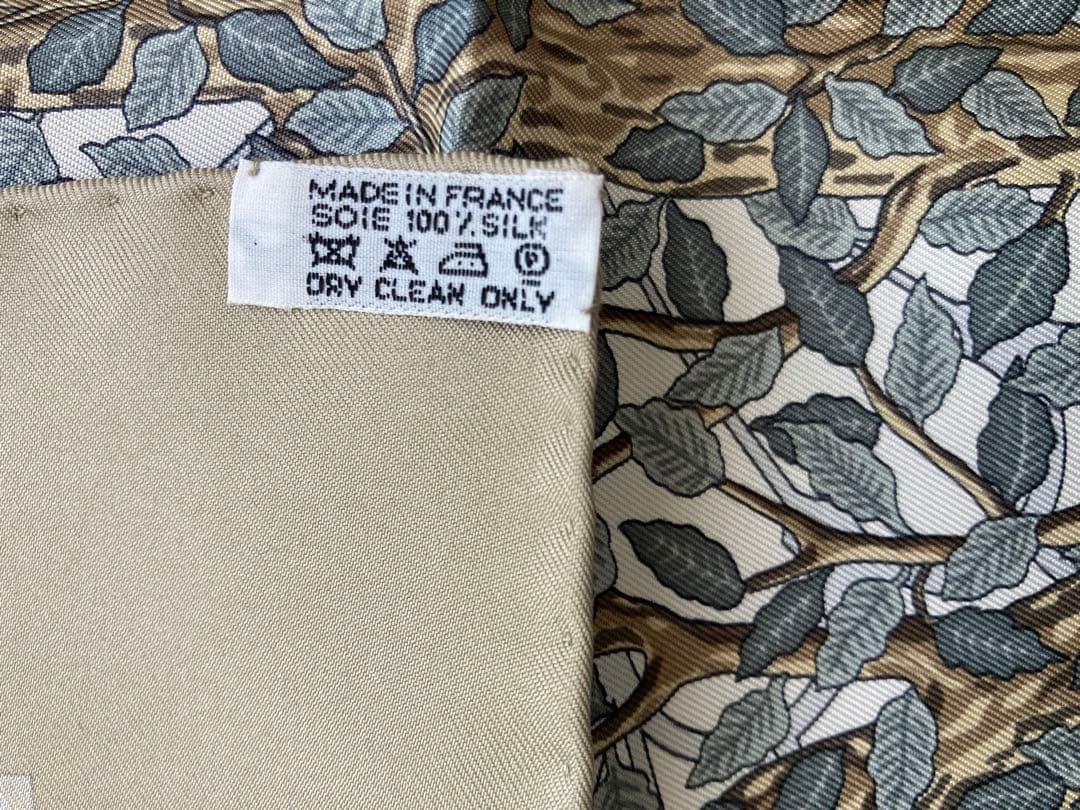 MADE IN FRANCE
SOIE 100% SILK
P
DRY CLEAN ONLY